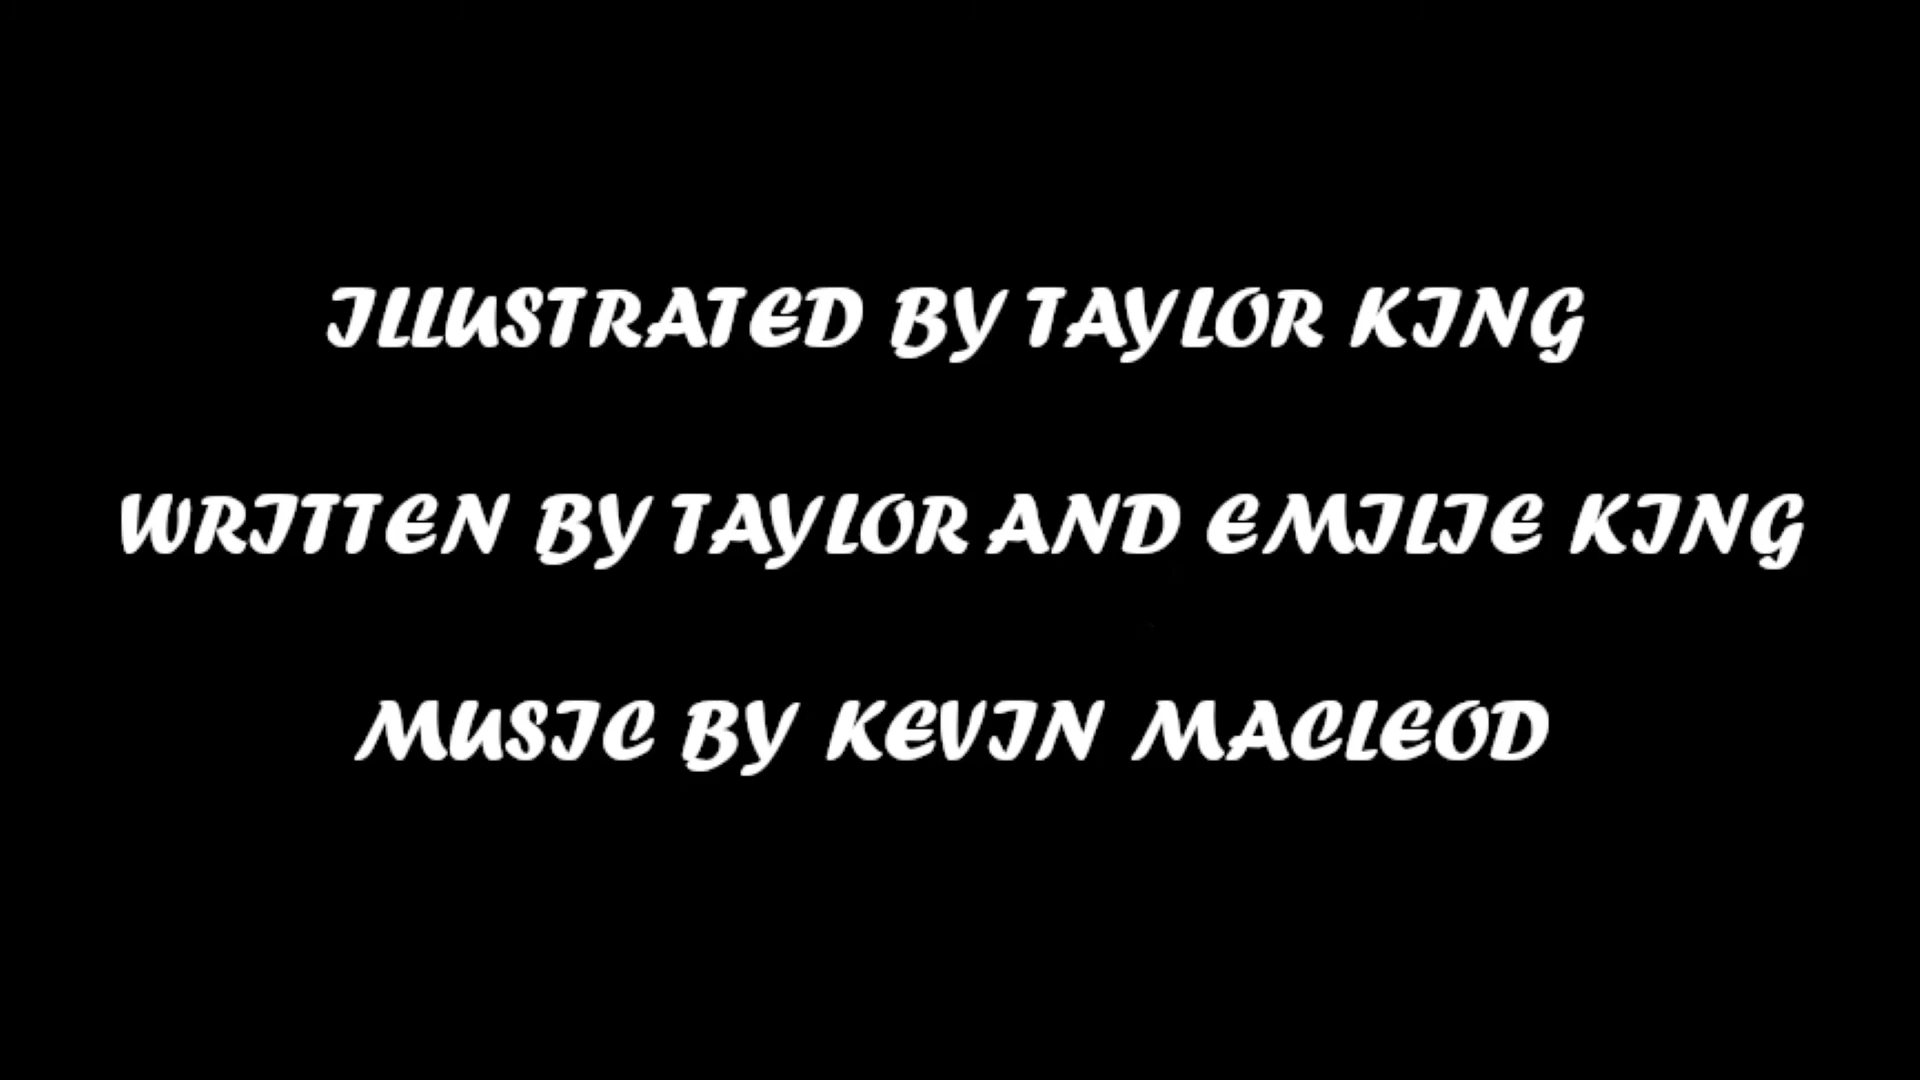 ILLUSTRATED BY TAYLOR KING
WRITTEN BY TAYLOR AND EMILIE KING
MUSIC BY KEVIN MACLEOD